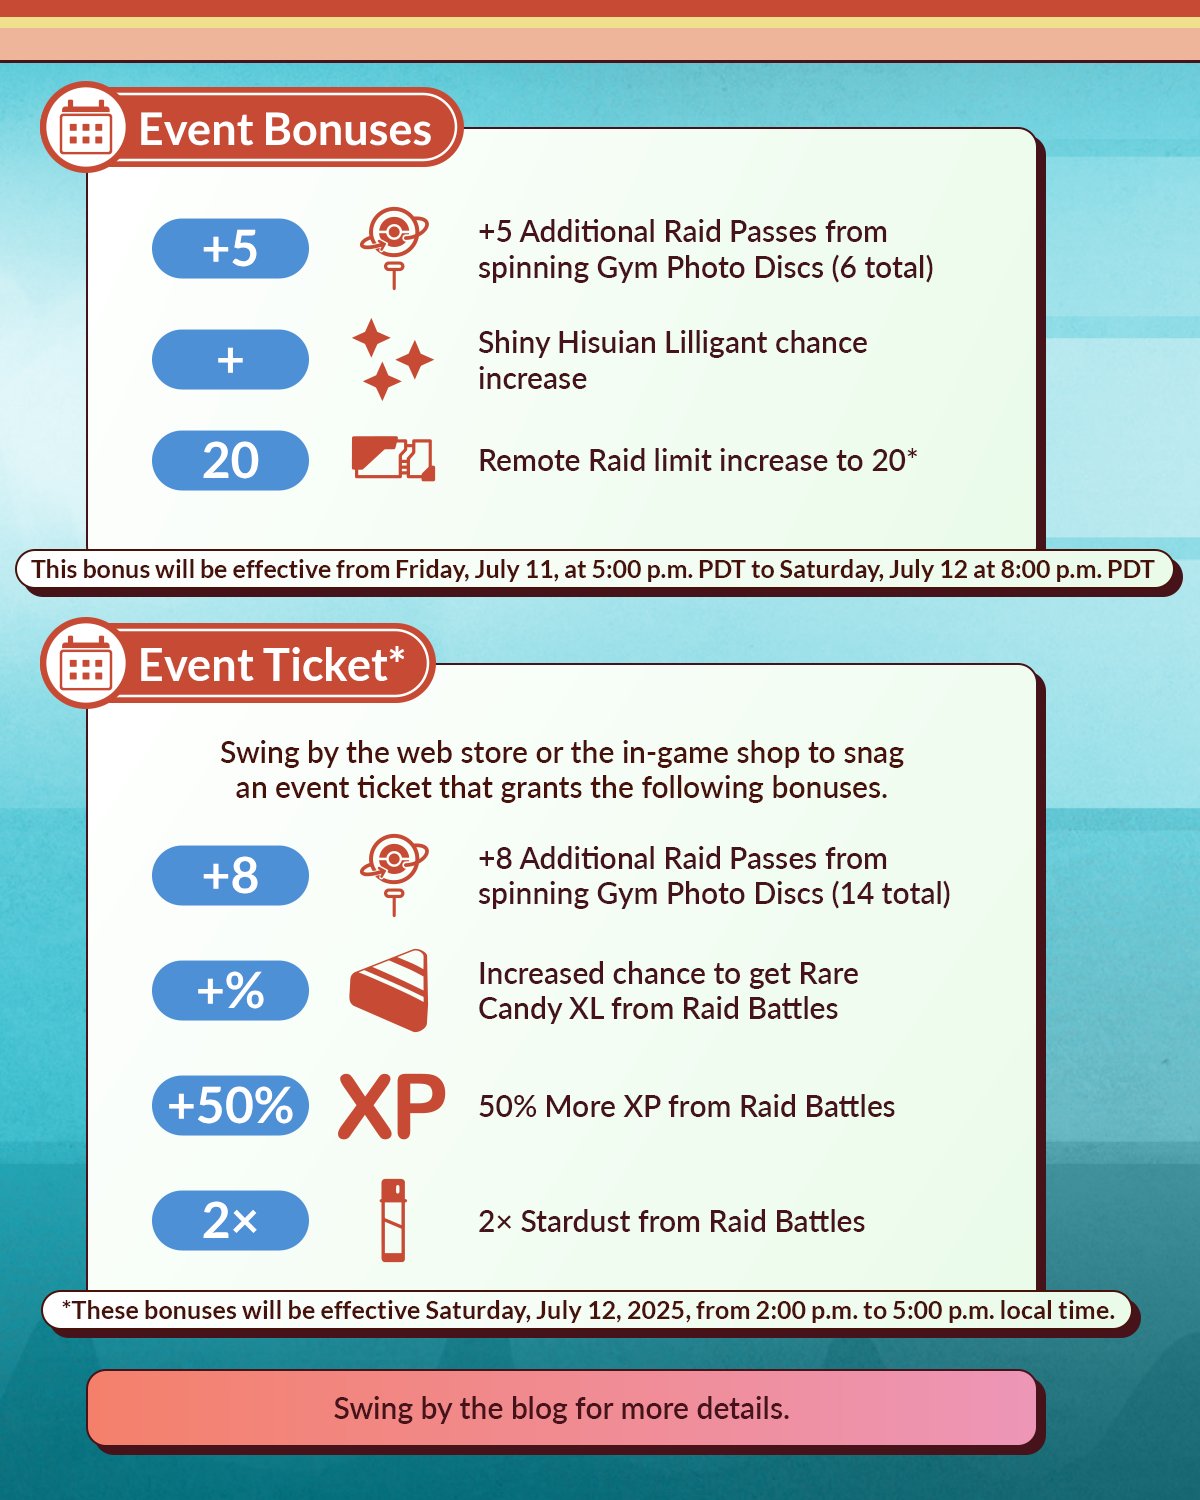 Event Bonuses
+5
+5 Additional Raid Passes from
spinning Gym Photo Discs (6 total)
+
Shiny Hisuian Lilligant chance
increase
20
Remote Raid limit increase to 20*
This bonus will be effective from Friday, July 11, at 5:00 p.m. PDT to Saturday, July 12 at 8:00 p.m. PDT
Event Ticket*
Swing by the web store or the in-game shop to snag
an event ticket that grants the following bonuses.
+8
+8 Additional Raid Passes from
spinning Gym Photo Discs (14 total)
+%
Increased chance to get Rare
Candy XL from Raid Battles
+50%
XP
50% More XP from Raid Battles
2×
2× Stardust from Raid Battles
*These bonuses will be effective Saturday, July 12, 2025, from 2:00 p.m. to 5:00 p.m. local time.
Swing by the blog for more details.